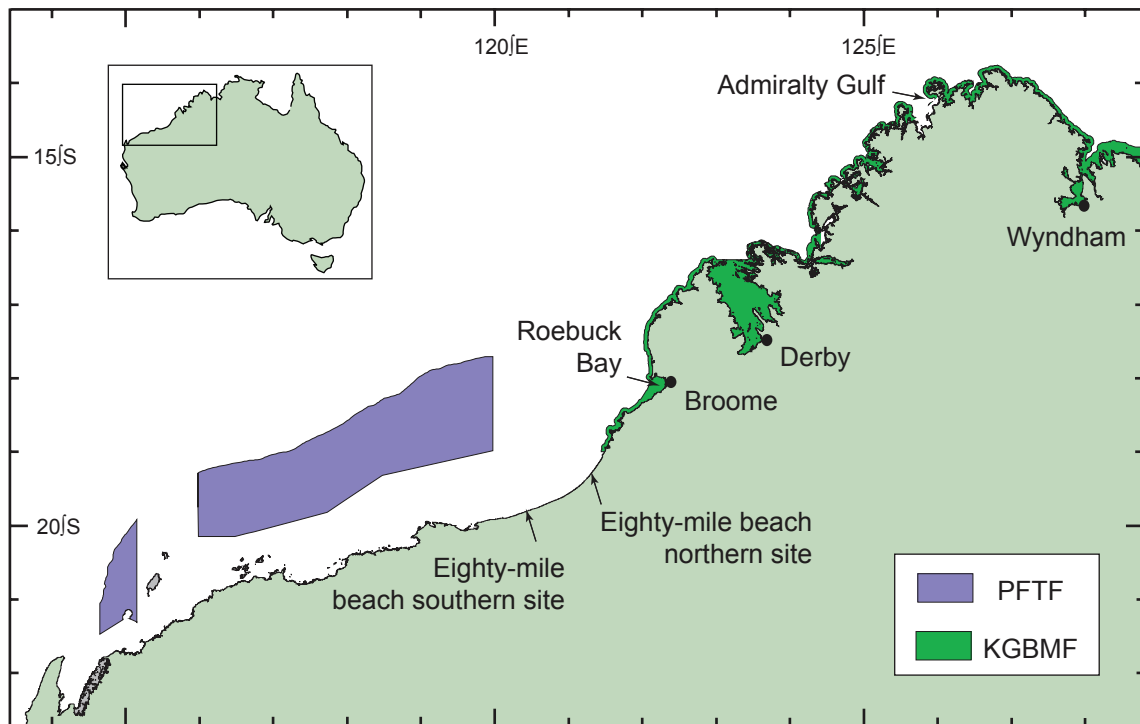 120∫E
125∫E
Admiralty Gulf
15∫S
Wyndham
Roebuck
Bay
Derby
Broome
20∫S
Eighty-mile beach
northern site
Eighty-mile
beach southern site
PFTF
KGBMF